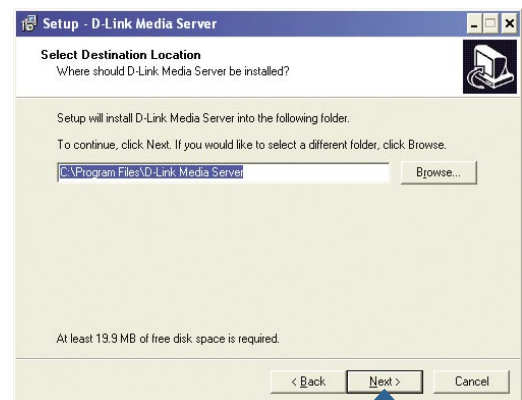 Setup - D-Link Media Server
Select Destination Location
Where should D-Link Media Server be installed?
Setup will install D-Link Media Server into the following folder.
To continue, click Next. If you would like to select a different folder, click Browse.
C:\Program Files\D-Link Media Server
Browse...
At least 19.9 MB of free disk space is required.
< Back Next > Cancel